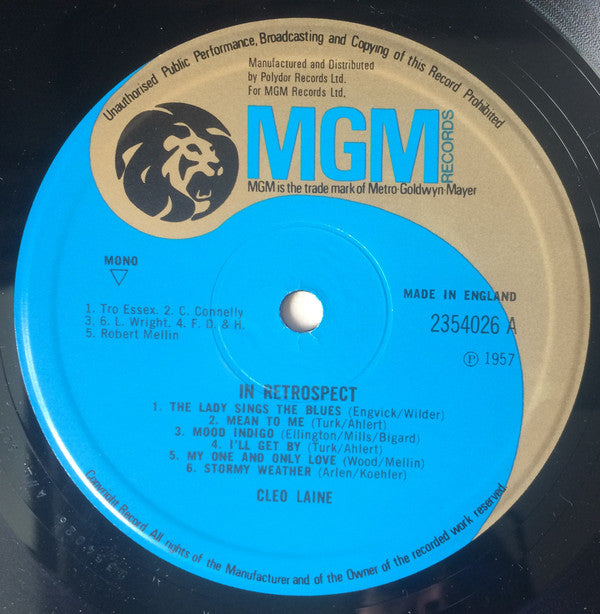 Unauthorised Public Performance, Broadcasting and Copying of this Record Prohibited
Manufactured and Distributed
by Polydor Records Ltd.
For MGM Records Ltd.
MGM
RECORDS
MGM is the trade mark of Metro-Goldwyn-Mayer
MONO
1. Tro Essex. 2. C. Connelly
3. 6. L. Wright. 4. F. D. & H.
5. Robert Mellin
MADE IN ENGLAND
2354026 A
Ⓟ 1957
IN RETROSPECT
1. THE LADY SINGS THE BLUES (Engvick/Wilder)
2. MEAN TO ME (Turk/Ahlert)
3. MOOD INDIGO (Ellington/Mills/Bigard)
4. I'LL GET BY (Turk/Ahlert)
5. MY ONE AND ONLY LOVE (Wood/Mellin)
6. STORMY WEATHER (Arlen/Koehler)
CLEO LAINE
Copyright Record. All rights of the Manufacturer and of the Owner of the recorded work reserved.